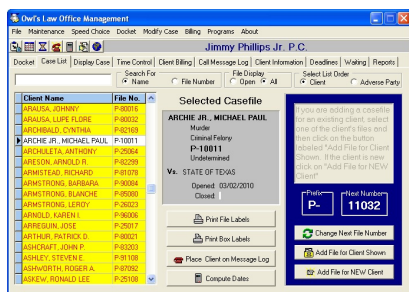 Owl's Law Office Management
File Maintenance Speed Choice Docket Modify Case Billing Programs About
Jimmy Phillips Jr. P.C.
Docket Case List Display Case Time Control Client Billing Call Message Log Client Information Deadlines Waiting Reports
Search For
Name File Number
File Display
Open All
Select List Order
Client Adverse Party
Client Name File No.
ARAUSA, JOHNNY P-80016
ARAUSA, LUPE FLORE P-80032
ARCHIBALD, CYNTHIA P-82169
ARCHIE JR., MICHAEL PAUL P-10011
ARCHULETA, ANTHONY P-25064
ARESON, ARNOLD R. P-82299
ARMISTEAD, RICHARD P-81078
ARMSTRONG, BARBARA P-90084
ARMSTRONG, BLANCHE P-85080
ARMSTRONG, LEROY P-26023
ARNOLD, KAREN I. P-96006
ARREGUIN, JOSE P-25017
ARTHUR, PATRICK D. P-80021
ASHCRAFT, JOHN P. P-83203
ASHLEY, STEVEN E. P-91108
ASHWORTH, ROGER A. P-87092
ASKEW, RONALD LEE P-25108
Selected Casefile
ARCHIE JR., MICHAEL PAUL
Murder
Criminal Felony
P-10011
Undetermined
Vs. STATE OF TEXAS
Opened: 03/02/2010
Closed:
Print File Labels
Print Box Labels
Place Client on Message Log
Compute Dates
If you are adding a casefile
for an existing client, select
one of the client's files and
then click on the button
labeled "Add File for Client
Shown. If the client is new
click on "Add File for NEW
Client"
Prefix Next Number
P- 11032
Change Next File Number
Add File for Client Shown
Add File for NEW Client